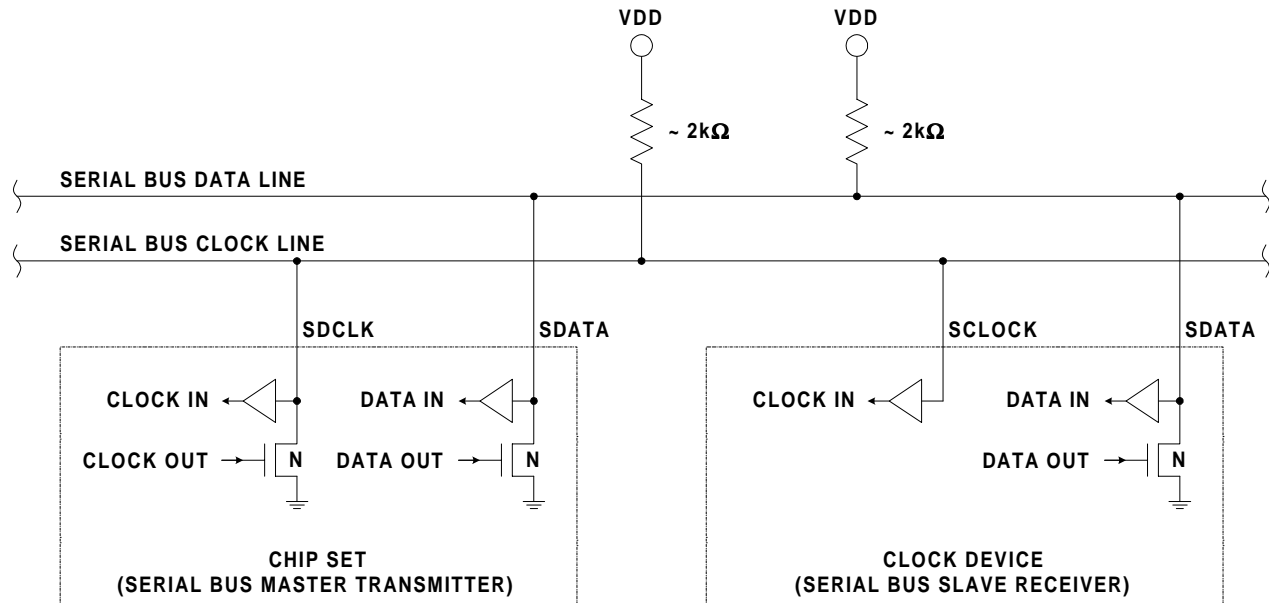 VDD
VDD
~ 2kΩ
~ 2kΩ
SERIAL BUS DATA LINE
SERIAL BUS CLOCK LINE
SDCLK
SDATA
SCLOCK
SDATA
CLOCK IN
DATA IN
CLOCK IN
DATA IN
CLOCK OUT
N
DATA OUT
N
DATA OUT
N
CHIP SET
(SERIAL BUS MASTER TRANSMITTER)
CLOCK DEVICE
(SERIAL BUS SLAVE RECEIVER)